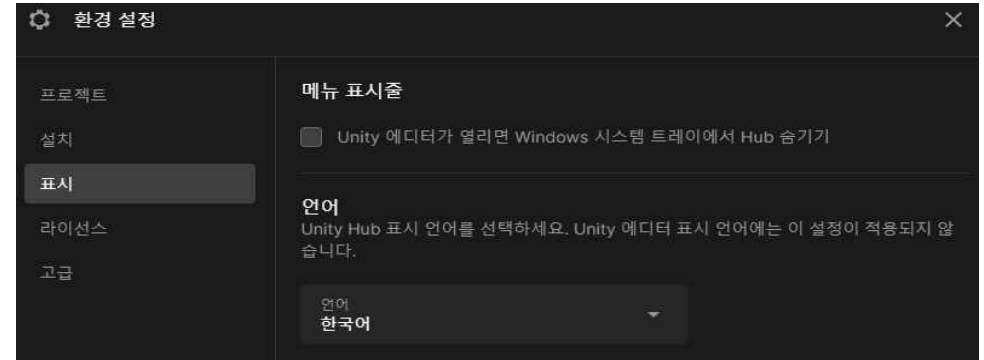 환경 설정
프로젝트
설치
표시
라이선스
고급
메뉴 표시줄
Unity 에디터가 열리면 Windows 시스템 트레이에서 Hub 숨기기
언어
Unity Hub 표시 언어를 선택하세요. Unity 에디터 표시 언어에는 이 설정이 적용되지 않
습니다.
언어
한국어